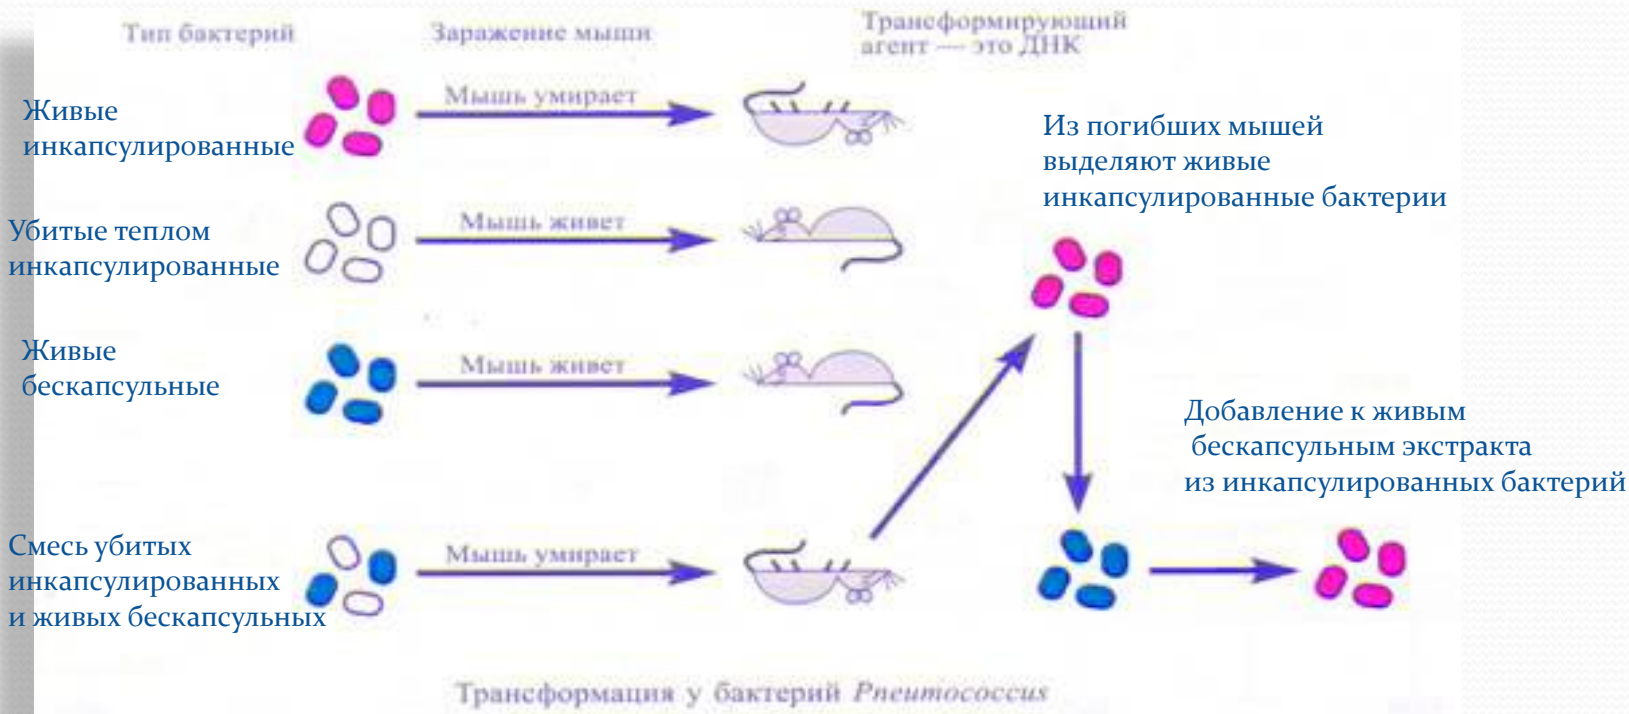 Тип бактерий
Заражение мыши
Трансформирующий
агент — это ДНК
Живые
инкапсулированные
Мышь умирает
Из погибших мышей
выделяют живые
инкапсулированные бактерии
Убитые теплом
инкапсулированные
Мышь живет
Живые
бескапсульные
Мышь живет
Добавление к живым
бескапсульным экстракта
из инкапсулированных бактерий
Смесь убитых
инкапсулированных
и живых бескапсульных
Мышь умирает
Трансформация у бактерий Pneumococcus